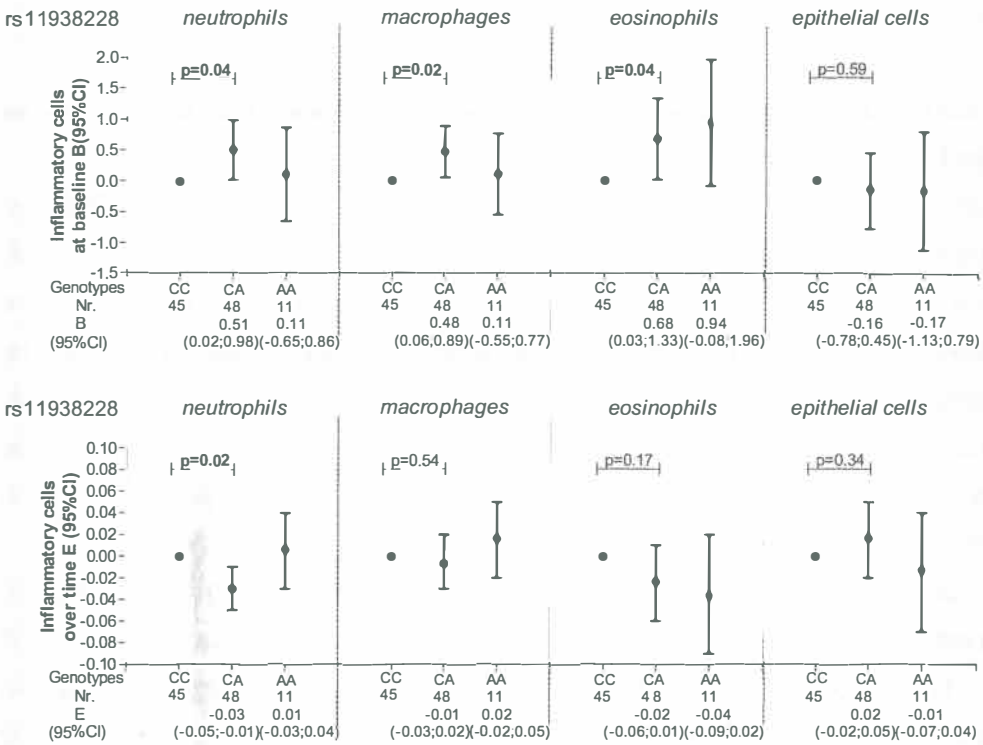 rs11938228 neutrophils macrophages eosinophils epithelial cells
Inflammatory cells
at baseline B(95%CI)
2.0
1.5
1.0
0.5
0.0
-0.5
-1.0
-1.5
p=0.04 p=0.02 p=0.04 p=0.59
Genotypes CC CA AA CC CA AA CC CA AA CC CA AA
Nr. 45 48 11 45 48 11 45 48 11 45 48 11
B 0.51 0.11 0.48 0.11 0.68 0.94 -0.16 -0.17
(95%CI) (0.02;0.98)(-0.65;0.86) (0.06;0.89)(-0.55;0.77) (0.03;1.33)(-0.08;1.96) (-0.78;0.45)(-1.13;0.79)
rs11938228 neutrophils macrophages eosinophils epithelial cells
Inflammatory cells
over time E (95%CI)
0.10
0.08
0.06
0.04
0.02
0.00
-0.02
-0.04
-0.06
-0.08
-0.10
p=0.02 p=0.54 p=0.17 p=0.34
Genotypes CC CA AA CC CA AA CC CA AA CC CA AA
Nr. 45 48 11 45 48 11 45 48 11 45 48 11
E -0.03 0.01 -0.01 0.02 -0.02 -0.04 0.02 -0.01
(95%CI) (-0.05;-0.01)(-0.03;0.04) (-0.03;0.02)(-0.02;0.05) (-0.06;0.01)(-0.09;0.02) (-0.02;0.05)(-0.07;0.04)